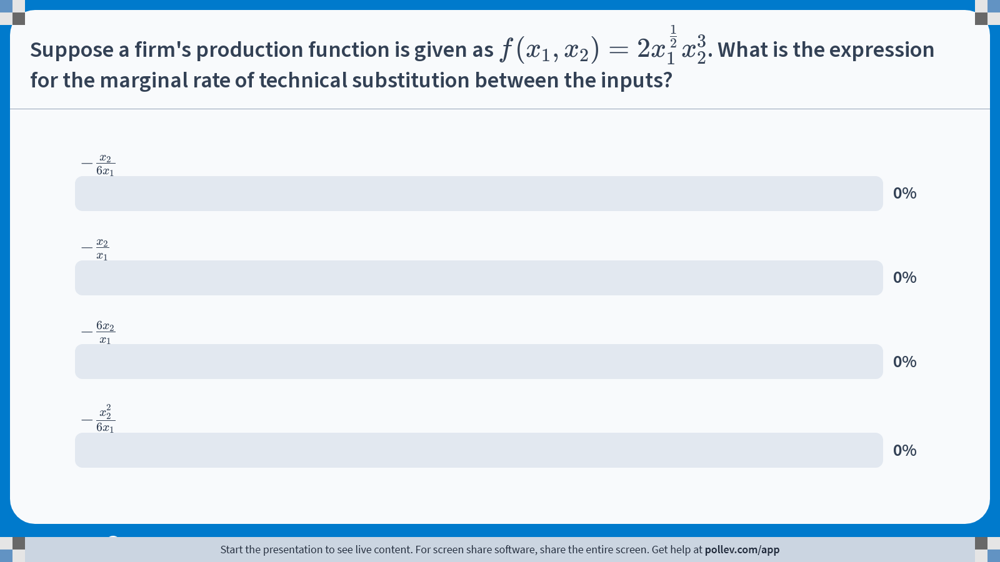 Suppose a firm's production function is given as $f(x_1, x_2) = 2x_1^{\frac{1}{2}} x_2^3$. What is the expression
for the marginal rate of technical substitution between the inputs?
$-\frac{x_2}{6x_1}$
0%
$-\frac{x_2}{x_1}$
0%
$-\frac{6x_2}{x_1}$
0%
$-\frac{x_2^2}{6x_1}$
0%
Start the presentation to see live content. For screen share software, share the entire screen. Get help at pollev.com/app